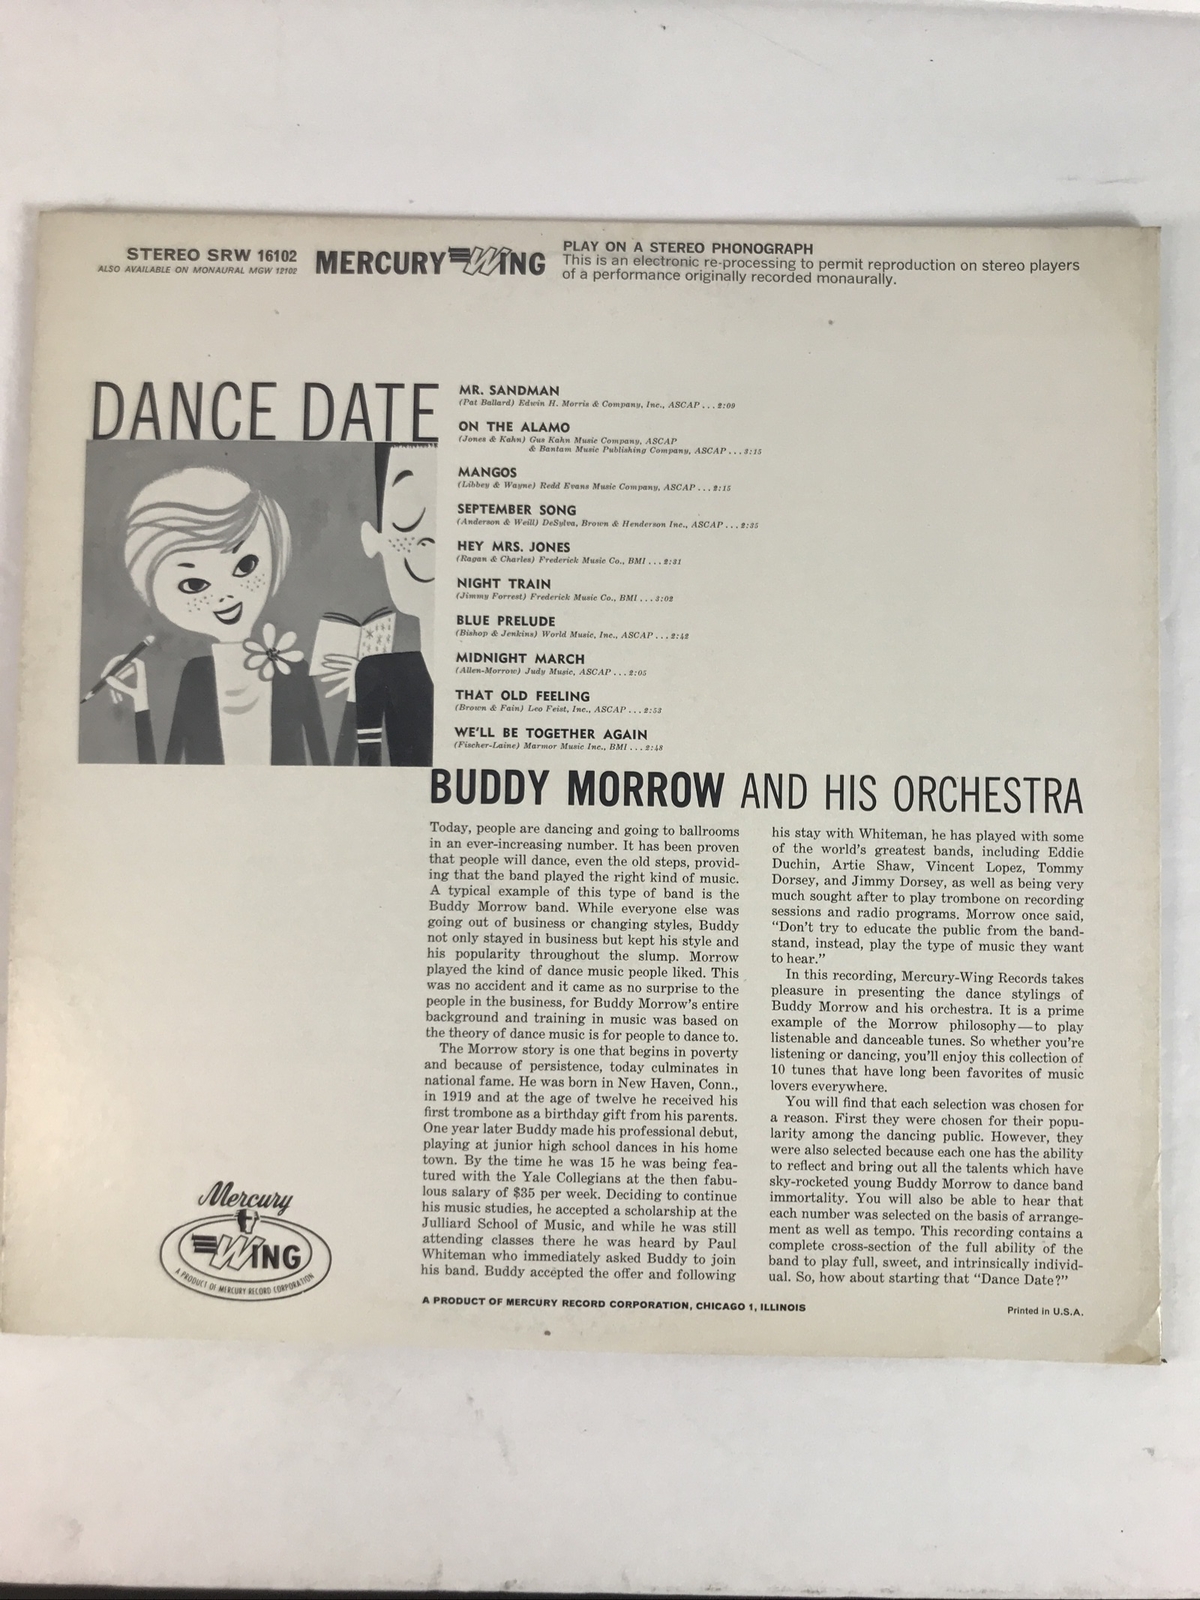 STEREO SRW 16102
ALSO AVAILABLE ON MONAURAL MGW 12102
MERCURY WING
PLAY ON A STEREO PHONOGRAPH
This is an electronic re-processing to permit reproduction on stereo players
of a performance originally recorded monaurally.
DANCE DATE
MR. SANDMAN
(Pat Ballard) Edwin H. Morris & Company, Inc., ASCAP . . . 2:09
ON THE ALAMO
(Jones & Kahn) Gus Kahn Music Company, ASCAP
& Bantam Music Publishing Company, ASCAP . . . 3:15
MANGOS
(Libbey & Wayne) Redd Evans Music Company, ASCAP . . . 2:15
SEPTEMBER SONG
(Anderson & Weill) DeSylva, Brown & Henderson Inc., ASCAP . . . 2:35
HEY MRS. JONES
(Ragan & Charles) Frederick Music Co., BMI . . . 2:31
NIGHT TRAIN
(Jimmy Forrest) Frederick Music Co., BMI . . . 3:02
BLUE PRELUDE
(Bishop & Jenkins) World Music, Inc., ASCAP . . . 2:42
MIDNIGHT MARCH
(Allen-Morrow) Judy Music, ASCAP . . . 2:05
THAT OLD FEELING
(Brown & Fain) Leo Feist, Inc., ASCAP . . . 2:53
WE'LL BE TOGETHER AGAIN
(Fischer-Laine) Marmor Music Inc., BMI . . . 2:48
BUDDY MORROW AND HIS ORCHESTRA
Today, people are dancing and going to ballrooms
in an ever-increasing number. It has been proven
that people will dance, even the old steps, provid-
ing that the band played the right kind of music.
A typical example of this type of band is the
Buddy Morrow band. While everyone else was
going out of business or changing styles, Buddy
not only stayed in business but kept his style and
his popularity throughout the slump. Morrow
played the kind of dance music people liked. This
was no accident and it came as no surprise to the
people in the business, for Buddy Morrow's entire
background and training in music was based on
the theory of dance music is for people to dance to.
The Morrow story is one that begins in poverty
and because of persistence, today culminates in
national fame. He was born in New Haven, Conn.,
in 1919 and at the age of twelve he received his
first trombone as a birthday gift from his parents.
One year later Buddy made his professional debut,
playing at junior high school dances in his home
town. By the time he was 15 he was being fea-
tured with the Yale Collegians at the then fabu-
lous salary of $35 per week. Deciding to continue
his music studies, he accepted a scholarship at the
Julliard School of Music, and while he was still
attending classes there he was heard by Paul
Whiteman who immediately asked Buddy to join
his band. Buddy accepted the offer and following
his stay with Whiteman, he has played with some
of the world's greatest bands, including Eddie
Duchin, Artie Shaw, Vincent Lopez, Tommy
Dorsey, and Jimmy Dorsey, as well as being very
much sought after to play trombone on recording
sessions and radio programs. Morrow once said,
"Don't try to educate the public from the band-
stand, instead, play the type of music they want
to hear."
In this recording, Mercury-Wing Records takes
pleasure in presenting the dance stylings of
Buddy Morrow and his orchestra. It is a prime
example of the Morrow philosophy—to play
listenable and danceable tunes. So whether you're
listening or dancing, you'll enjoy this collection of
10 tunes that have long been favorites of music
lovers everywhere.
You will find that each selection was chosen for
a reason. First they were chosen for their popu-
larity among the dancing public. However, they
were also selected because each one has the ability
to reflect and bring out all the talents which have
sky-rocketed young Buddy Morrow to dance band
immortality. You will also be able to hear that
each number was selected on the basis of arrange-
ment as well as tempo. This recording contains a
complete cross-section of the full ability of the
band to play full, sweet, and intrinsically individ-
ual. So, how about starting that "Dance Date?"
Mercury
WING
A PRODUCT OF MERCURY RECORD CORPORATION
A PRODUCT OF MERCURY RECORD CORPORATION, CHICAGO 1, ILLINOIS
Printed in U.S.A.